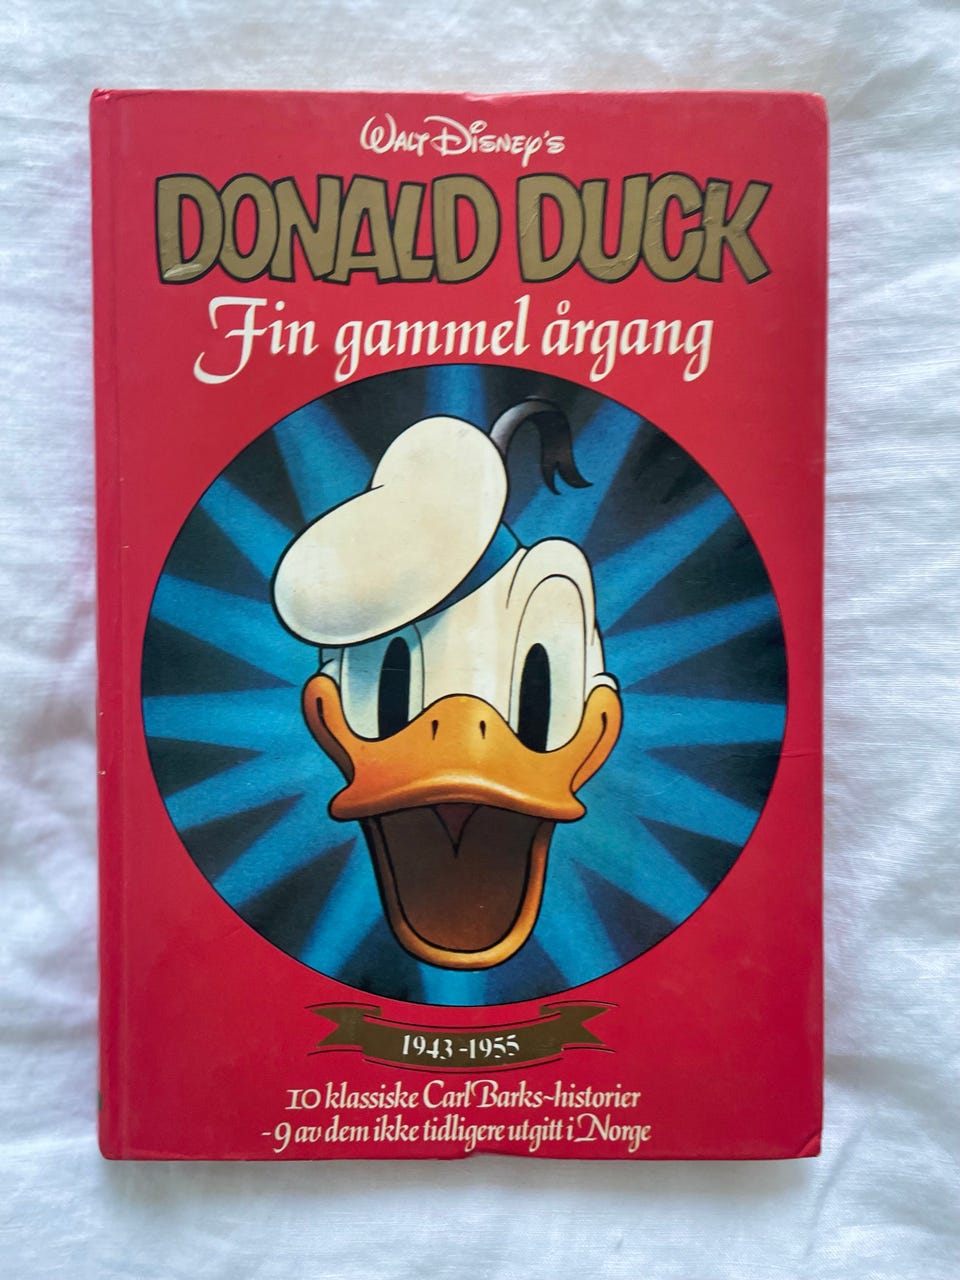 Walt Disney's
DONALD DUCK
Fin gammel årgang
1943-1955
10 klassiske Carl Barks-historier
- 9 av dem ikke tidligere utgitt i Norge